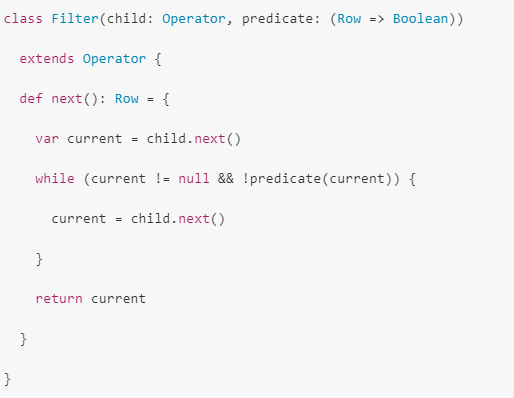 class Filter(child: Operator, predicate: (Row => Boolean))
  extends Operator {
  def next(): Row = {
    var current = child.next()
    while (current != null && !predicate(current)) {
      current = child.next()
    }
    return current
  }
}